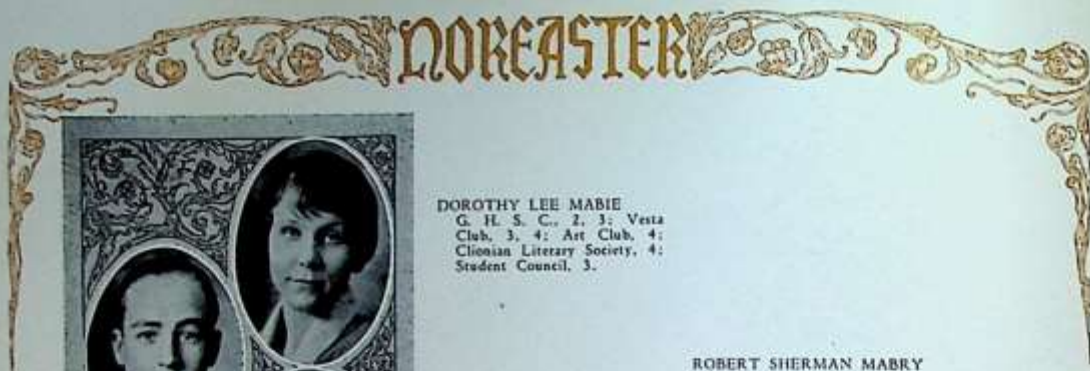 NOREASTER
DOROTHY LEE MABIE
G. H. S. C., 2, 3; Vesta
Club, 3, 4; Art Club, 4;
Clionian Literary Society, 4;
Student Council, 3.
ROBERT SHERMAN MABRY